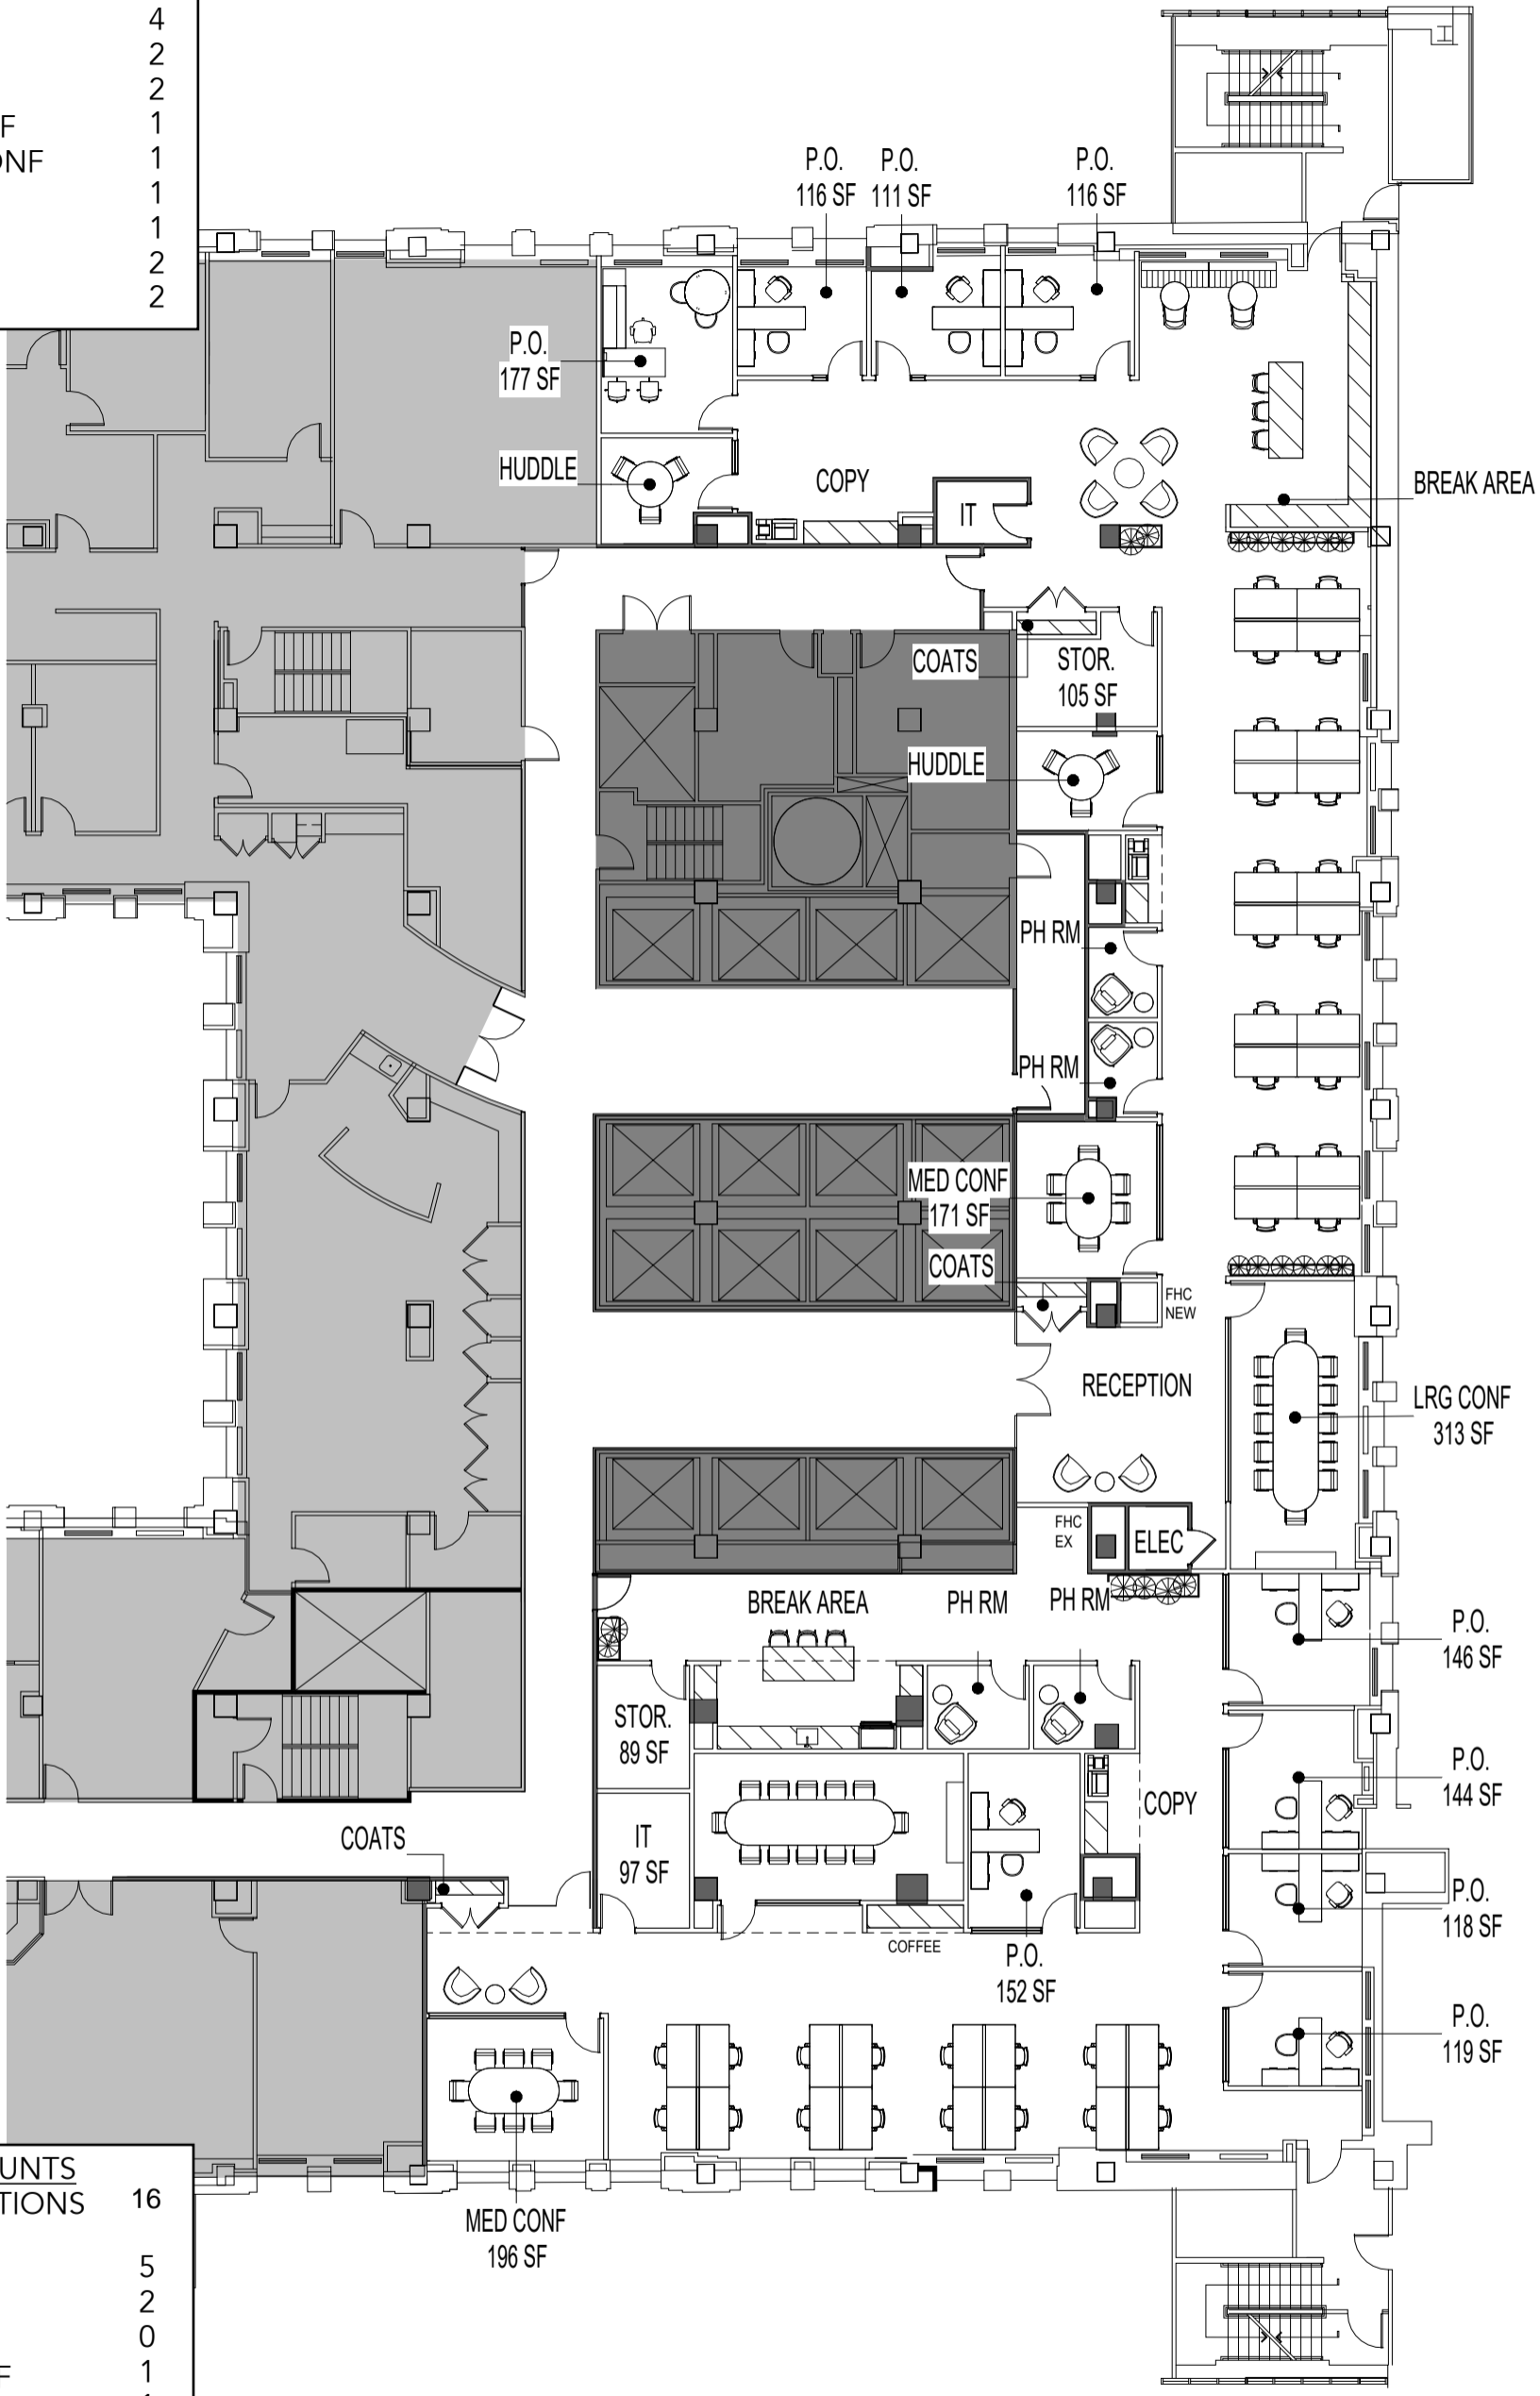 4
2
2
F 1
ONF 1
1
1
2
2
P.O.
116 SF
P.O.
111 SF
P.O.
116 SF
P.O.
177 SF
HUDDLE
COPY
IT
BREAK AREA
COATS
STOR.
105 SF
HUDDLE
PH RM
PH RM
MED CONF
171 SF
COATS
FHC
NEW
RECEPTION
LRG CONF
313 SF
FHC
EX
ELEC
BREAK AREA
PH RM
PH RM
P.O.
146 SF
STOR.
89 SF
P.O.
144 SF
COPY
COATS
IT
97 SF
P.O.
118 SF
COFFEE
P.O.
152 SF
P.O.
119 SF
MED CONF
196 SF
UNTS
TIONS 16
5
2
0
F 1